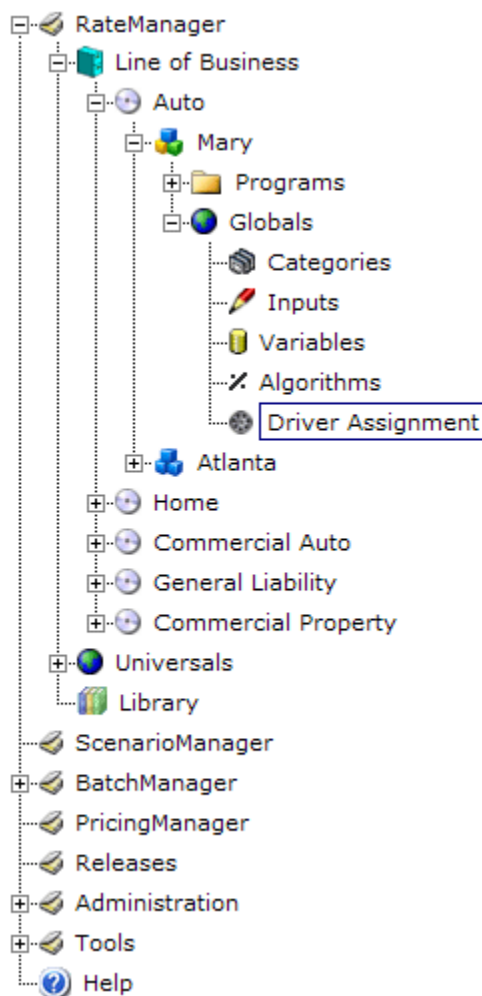 RateManager
Line of Business
Auto
Mary
Programs
Globals
Categories
Inputs
Variables
Algorithms
Driver Assignment
Atlanta
Home
Commercial Auto
General Liability
Commercial Property
Universals
Library
ScenarioManager
BatchManager
PricingManager
Releases
Administration
Tools
Help